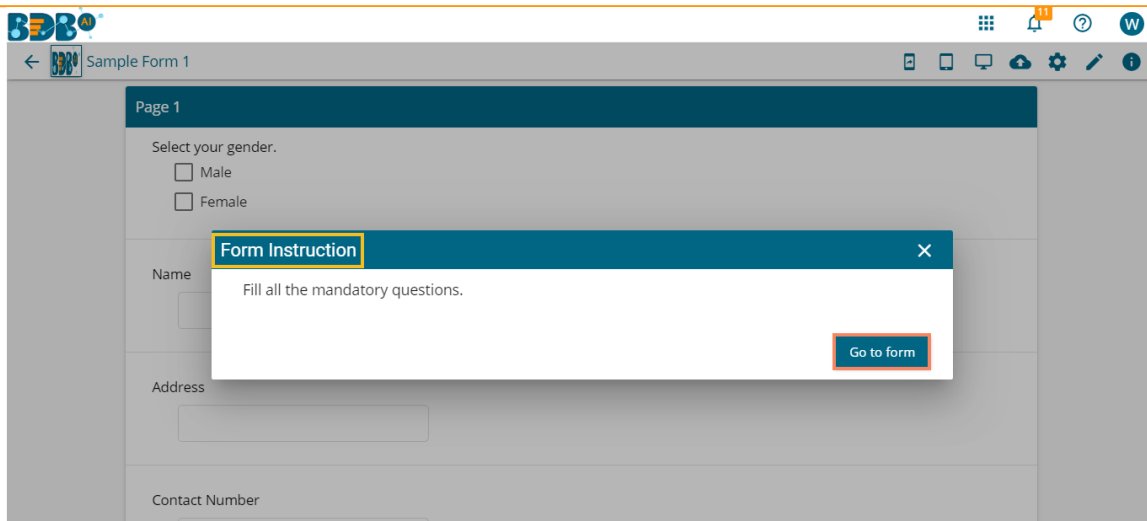 BDB AI
11
W
BDB Sample Form 1
Page 1
Select your gender.
Male
Female
Form Instruction
Name
Fill all the mandatory questions.
Go to form
Address
Contact Number